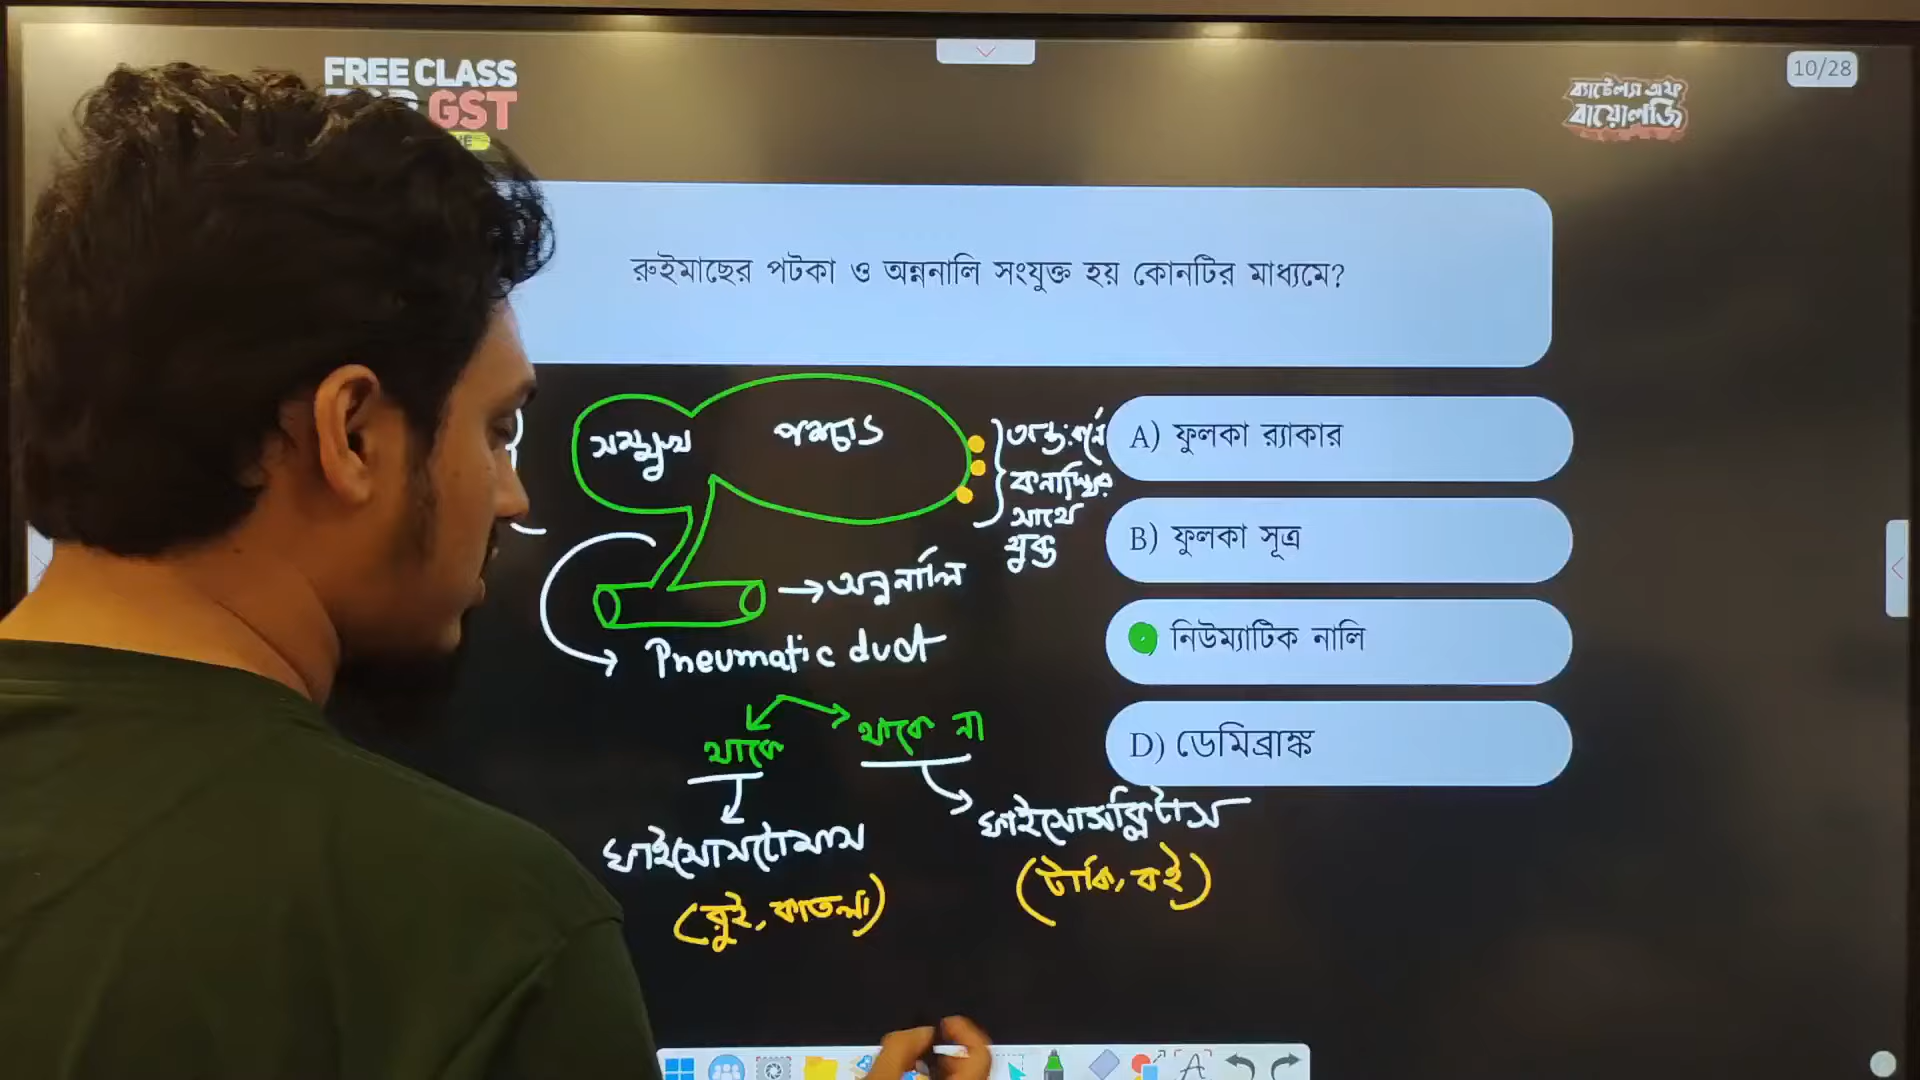 FREE CLASS
GST
ব্যাটেলস অফ
বায়োলজি
10/28
রুইমাছের পটকা ও অন্ননালি সংযুক্ত হয় কোনটির মাধ্যমে?
সম্মুখ
পশ্চাৎ
অন্তঃকর্ণে
সাথে
যুক্ত
অন্ননালি
Pneumatic duct
থাকে
থাকে না
ফাইসোস্টোমাস
ফাইসোসক্লিটাস
(রুই, কাতলা)
(টাকি, কই)
A) ফুলকা র‍্যাকার
B) ফুলকা সূত্র
নিউম্যাটিক নালি
D) ডেমিব্রাঙ্ক